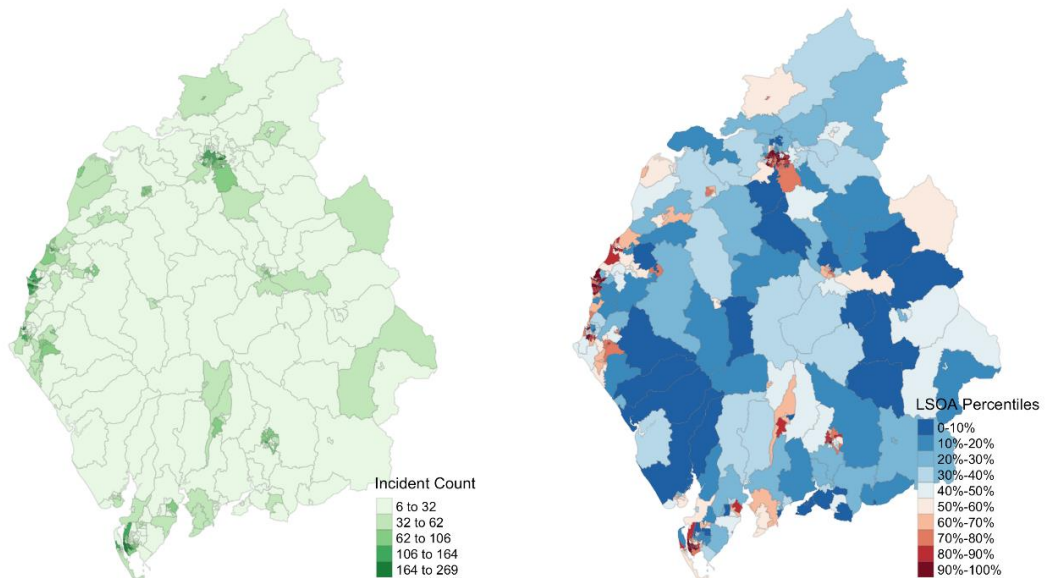 Incident Count
6 to 32
32 to 62
62 to 106
106 to 164
164 to 269
LSOA Percentiles
0-10%
10%-20%
20%-30%
30%-40%
40%-50%
50%-60%
60%-70%
70%-80%
80%-90%
90%-100%